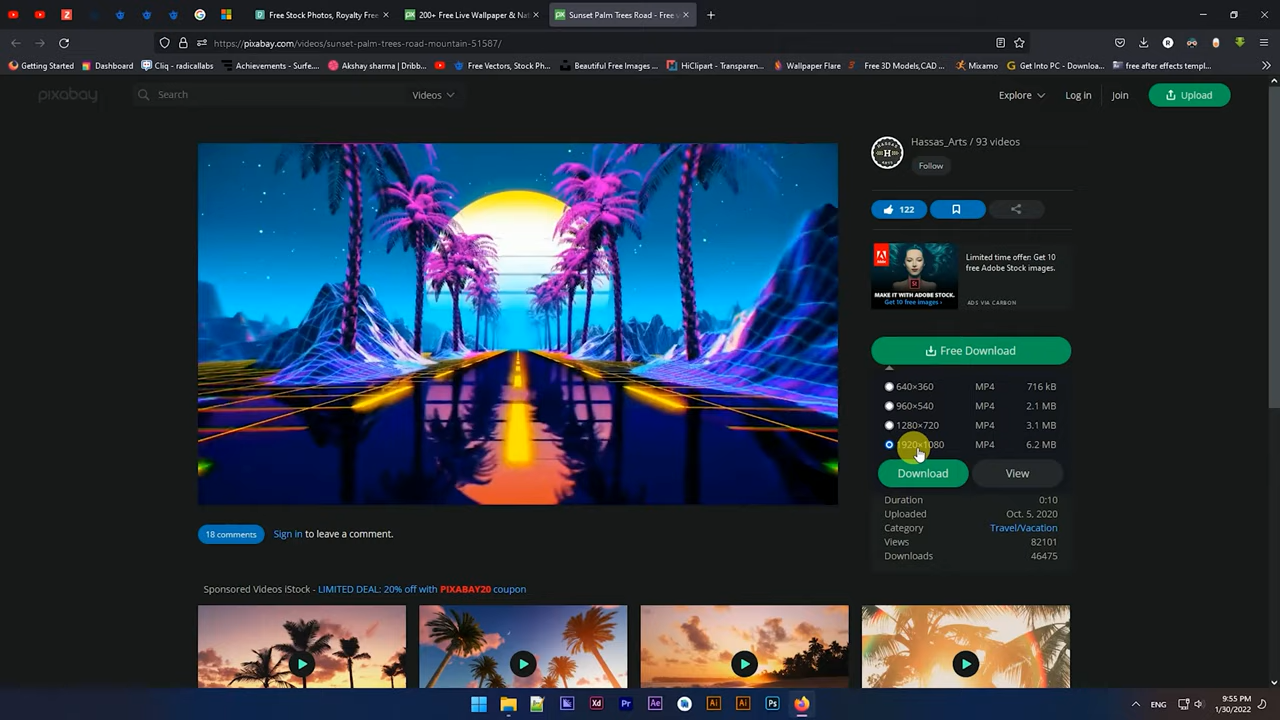 Free Stock Photos, Royalty Free
200+ Free Live Wallpaper & Nat
Sunset Palm Trees Road - Free v
https://pixabay.com/videos/sunset-palm-trees-road-mountain-51587/
Getting Started
Dashboard
Cliq - radicallabs
Achievements - Surfe...
Akshay sharma | Dribb...
Free Vectors, Stock Ph...
Beautiful Free Images ...
HiClipart - Transparen...
Wallpaper Flare
Free 3D Models,CAD ...
Mixamo
Get Into PC - Downloa...
free after effects templ...
pixabay
Search
Videos
Explore
Log in
Join
Upload
Hassas_Arts / 93 videos
Follow
122
MAKE IT WITH ADOBE STOCK.
Get 10 free images ›
Limited time offer: Get 10
free Adobe Stock images.
ADS VIA CARBON
Free Download
640×360 MP4 716 kB
960×540 MP4 2.1 MB
1280×720 MP4 3.1 MB
1920×1080 MP4 6.2 MB
Download
View
Duration 0:10
Uploaded Oct. 5, 2020
Category Travel/Vacation
Views 82101
Downloads 46475
18 comments
Sign in to leave a comment.
Sponsored Videos iStock - LIMITED DEAL: 20% off with PIXABAY20 coupon
ENG
9:55 PM
1/30/2022